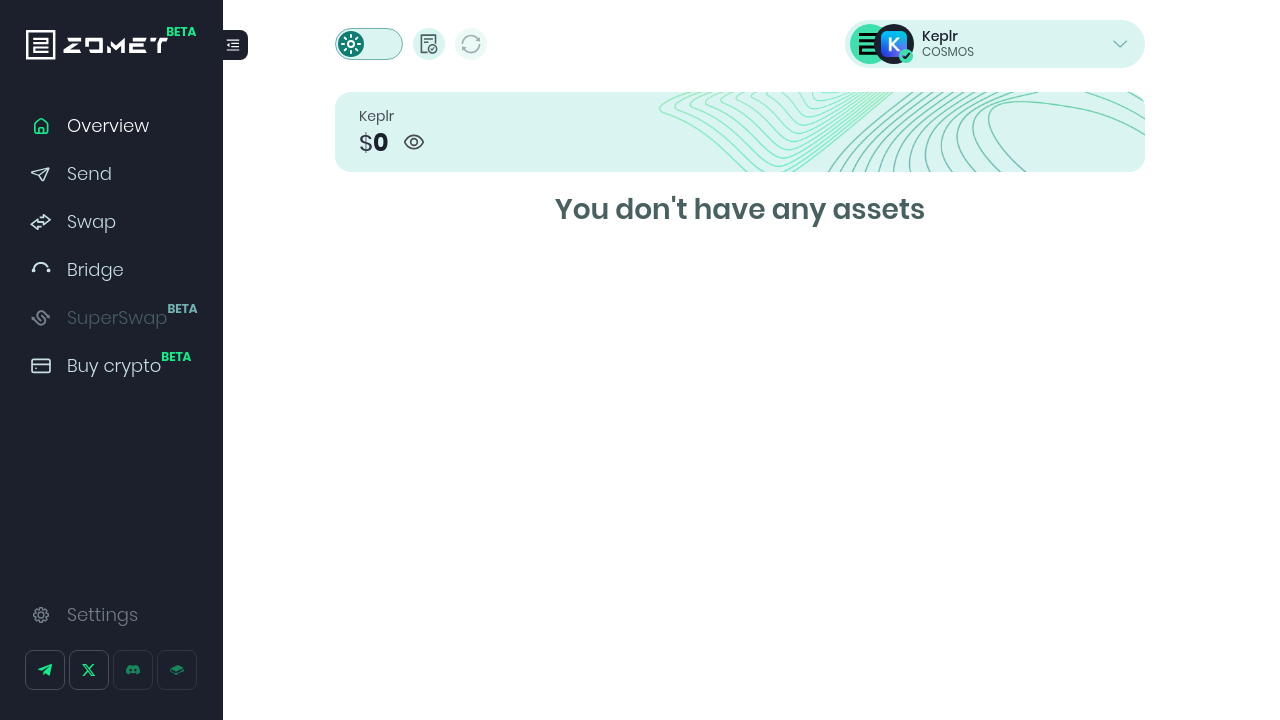 ZOMET BETA
Overview
Send
Swap
Bridge
SuperSwap BETA
Buy crypto BETA
Settings
Keplr
COSMOS
Keplr
$0
You don't have any assets